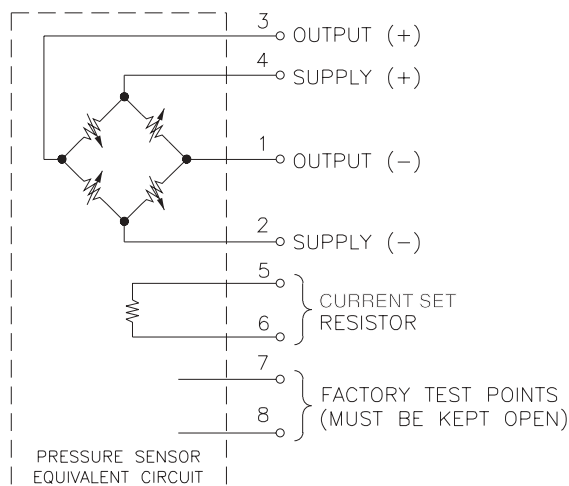 3 OUTPUT (+)
4 SUPPLY (+)
1 OUTPUT (−)
2 SUPPLY (−)
5
CURRENT SET
6 RESISTOR
7
FACTORY TEST POINTS
8 (MUST BE KEPT OPEN)
PRESSURE SENSOR
EQUIVALENT CIRCUIT